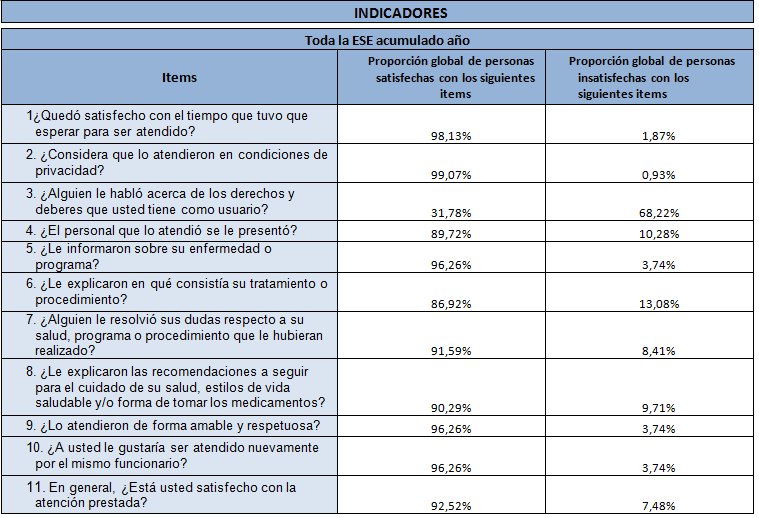 INDICADORES
Toda la ESE acumulado año
Items
Proporción global de personas
satisfechas con los siguientes
items
Proporción global de personas
insatisfechas con los
siguientes items
1¿Quedó satisfecho con el tiempo que tuvo que
esperar para ser atendido?
98,13%
1,87%
2. ¿Considera que lo atendieron en condiciones de
privacidad?
99,07%
0,93%
3. ¿Alguien le habló acerca de los derechos y
deberes que usted tiene como usuario?
31,78%
68,22%
4. ¿El personal que lo atendió se le presentó?
89,72%
10,28%
5. ¿Le informaron sobre su enfermedad o
programa?
96,26%
3,74%
6. ¿Le explicaron en qué consistía su tratamiento o
procedimiento?
86,92%
13,08%
7. ¿Alguien le resolvió sus dudas respecto a su
salud, programa o procedimiento que le hubieran
realizado?
91,59%
8,41%
8. ¿Le explicaron las recomendaciones a seguir
para el cuidado de su salud, estilos de vida
saludable y/o forma de tomar los medicamentos?
90,29%
9,71%
9. ¿Lo atendieron de forma amable y respetuosa?
96,26%
3,74%
10. ¿A usted le gustaría ser atendido nuevamente
por el mismo funcionario?
96,26%
3,74%
11. En general, ¿Está usted satisfecho con la
atención prestada?
92,52%
7,48%